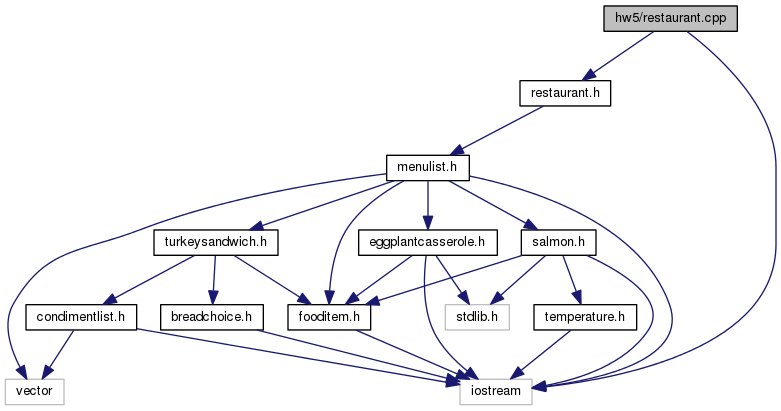 hw5/restaurant.cpp
restaurant.h
menulist.h
turkeysandwich.h
eggplantcasserole.h
salmon.h
condimentlist.h
breadchoice.h
fooditem.h
stdlib.h
temperature.h
vector
iostream